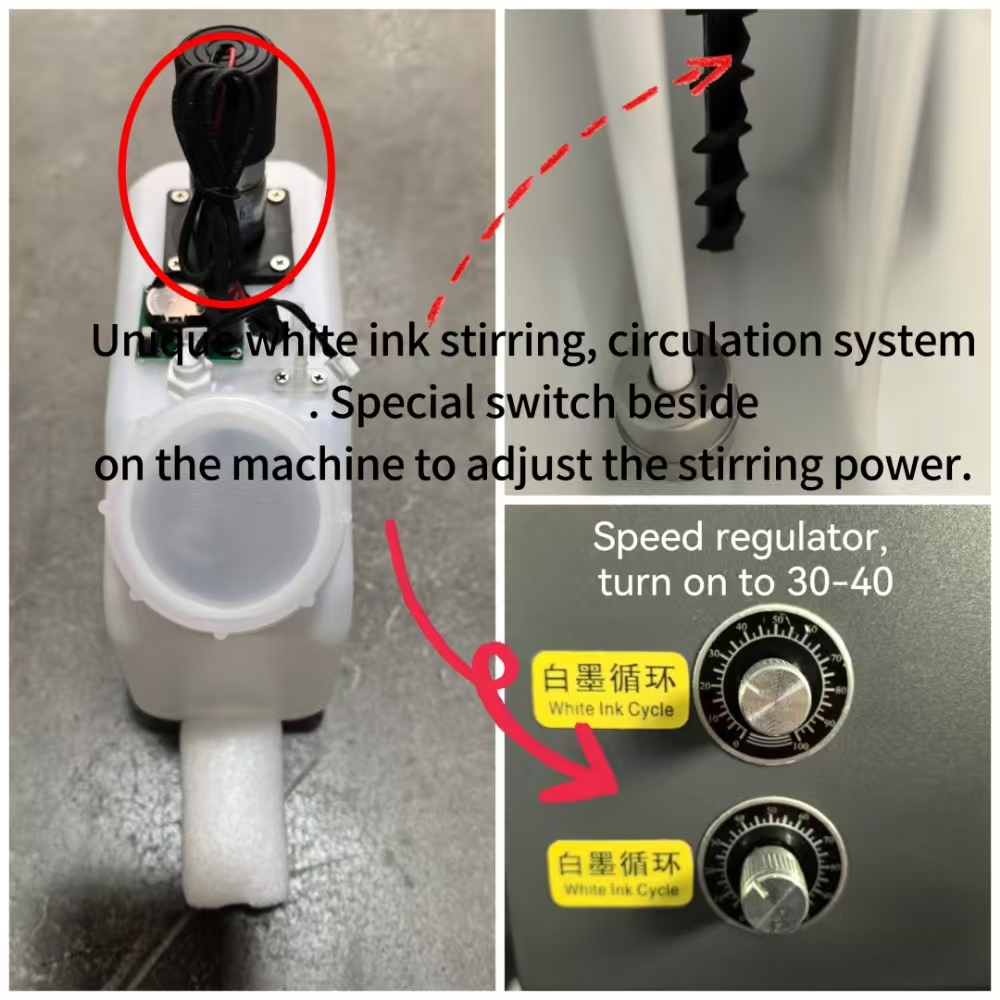 Unique white ink stirring, circulation system
. Special switch beside
on the machine to adjust the stirring power.
Speed regulator,
turn on to 30-40
白墨循环
White Ink Cycle
0 10 20 30 40 50 60 70 80 90 100
白墨循环
White Ink Cycle